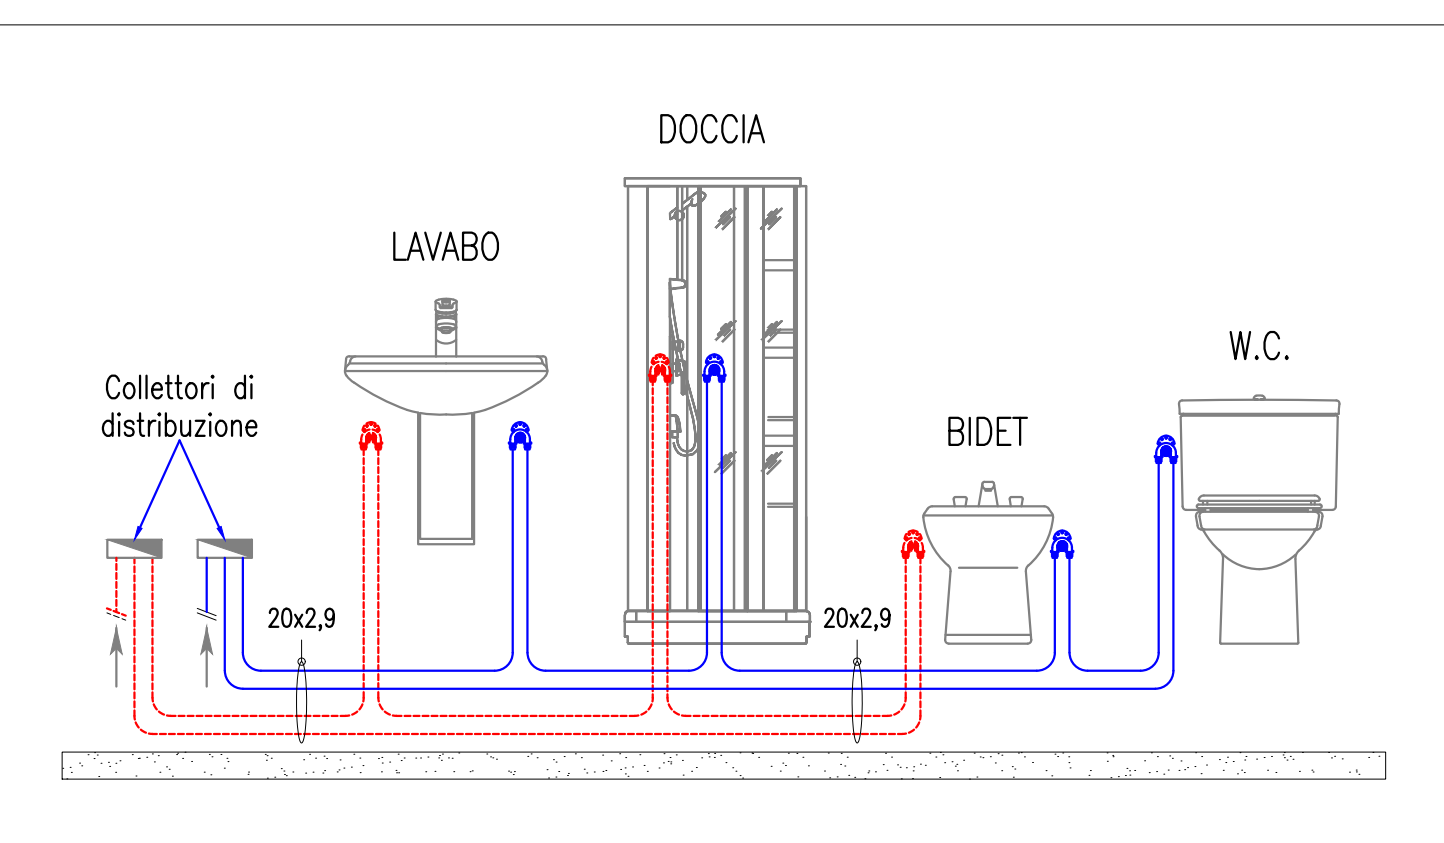 DOCCIA
LAVABO
W.C.
Collettori di
distribuzione
BIDET
20x2,9
20x2,9